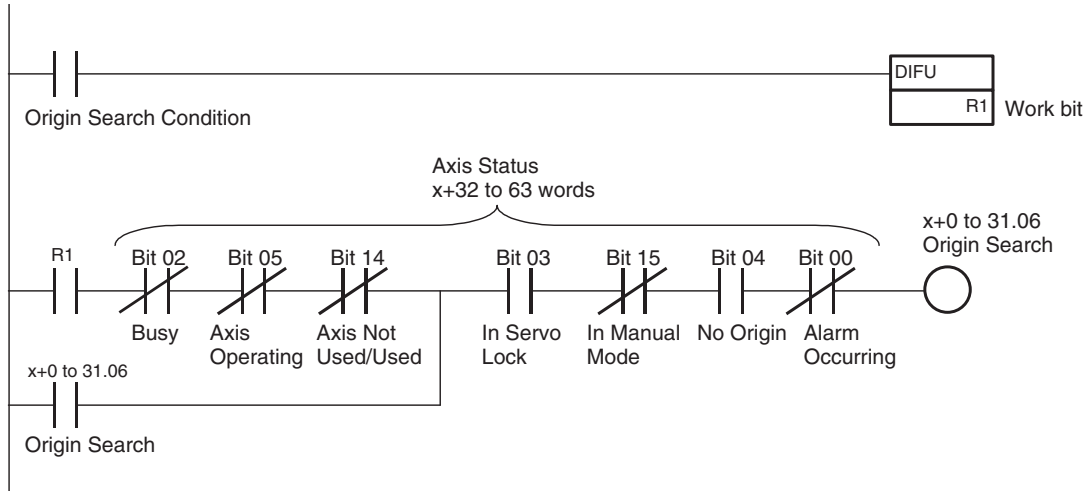 DIFU
R1
Work bit
Origin Search Condition
Axis Status
x+32 to 63 words
x+0 to 31.06
Origin Search
R1
Bit 02
Bit 05
Bit 14
Bit 03
Bit 15
Bit 04
Bit 00
Busy
Axis
Operating
Axis Not
Used/Used
In Servo
Lock
In Manual
Mode
No Origin
Alarm
Occurring
x+0 to 31.06
Origin Search